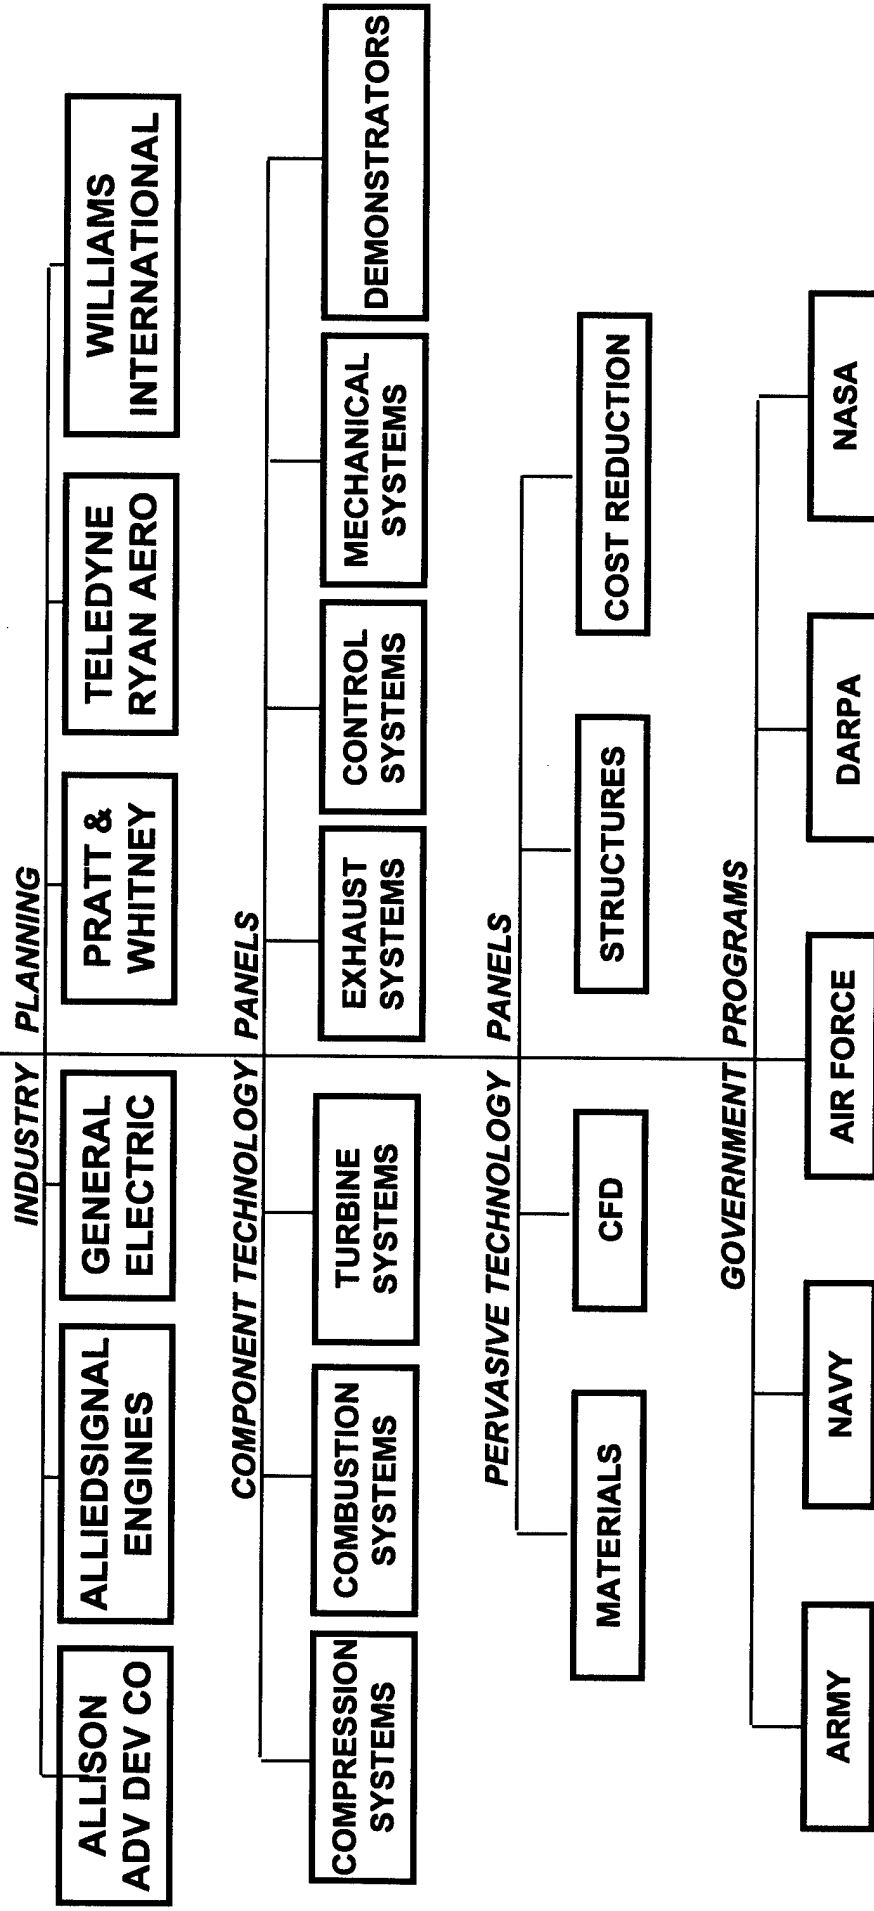 INDUSTRY PLANNING
ALLISON
ADV DEV CO
ALLIEDSIGNAL
ENGINES
GENERAL
ELECTRIC
PRATT &
WHITNEY
TELEDYNE
RYAN AERO
WILLIAMS
INTERNATIONAL
COMPONENT TECHNOLOGY PANELS
COMPRESSION
SYSTEMS
COMBUSTION
SYSTEMS
TURBINE
SYSTEMS
EXHAUST
SYSTEMS
CONTROL
SYSTEMS
MECHANICAL
SYSTEMS
DEMONSTRATORS
PERVASIVE TECHNOLOGY PANELS
MATERIALS
CFD
STRUCTURES
COST REDUCTION
GOVERNMENT PROGRAMS
ARMY
NAVY
AIR FORCE
DARPA
NASA